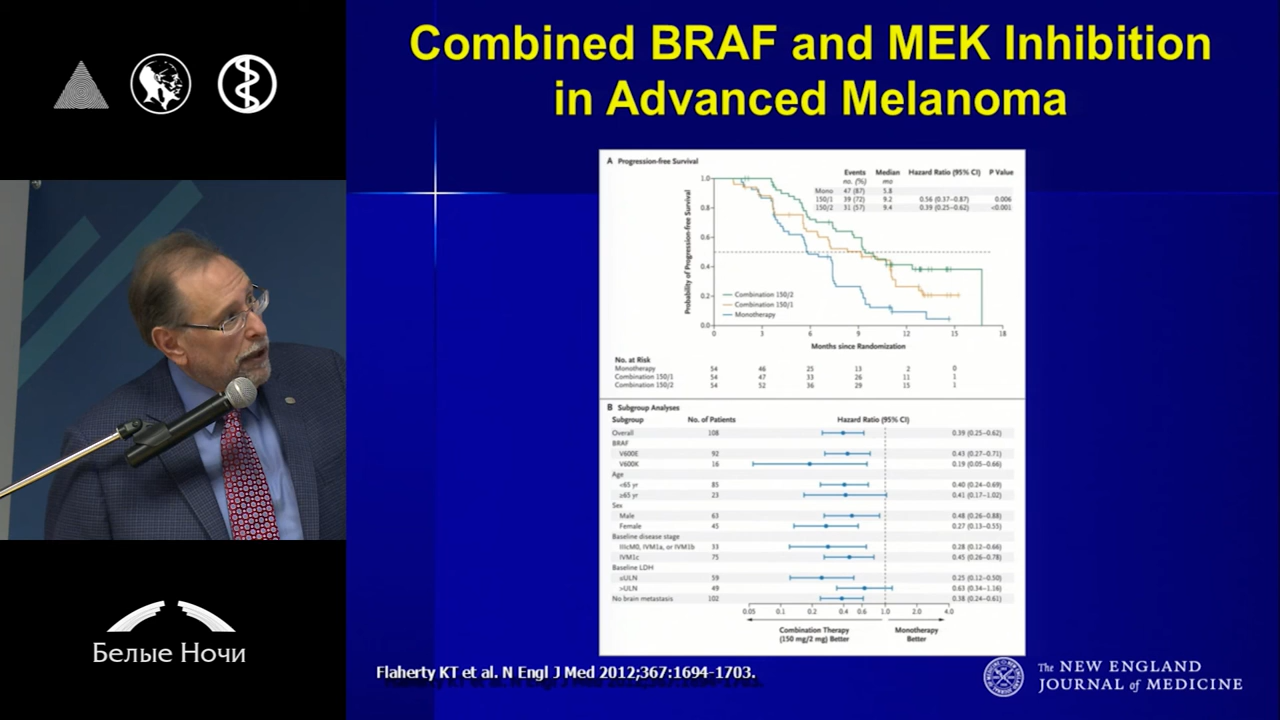 Combined BRAF and MEK Inhibition
in Advanced Melanoma
A Progression-free Survival
Events Median Hazard Ratio (95% CI) P Value
no. (%) mo
Mono 47 (87) 5.8
150/1 39 (72) 9.2 0.56 (0.37–0.87) 0.006
150/2 31 (57) 9.4 0.39 (0.25–0.62) <0.001
Probability of Progression-free Survival
1.0
0.8
0.6
0.4
0.2
0.0
Combination 150/2
Combination 150/1
Monotherapy
0 3 6 9 12 15 18
Months since Randomization
No. at Risk
Monotherapy 54 46 25 13 2 0
Combination 150/1 54 47 33 26 11 1
Combination 150/2 54 52 36 29 15 1
B Subgroup Analyses
Subgroup No. of Patients Hazard Ratio (95% CI)
Overall 108 0.39 (0.25–0.62)
BRAF
V600E 92 0.43 (0.27–0.71)
V600K 16 0.19 (0.05–0.66)
Age
<65 yr 85 0.40 (0.24–0.69)
≥65 yr 23 0.41 (0.17–1.02)
Sex
Male 63 0.48 (0.26–0.88)
Female 45 0.27 (0.13–0.55)
Baseline disease stage
IIIcM0, IVM1a, or IVM1b 33 0.28 (0.12–0.66)
IVM1c 75 0.45 (0.26–0.78)
Baseline LDH
≤ULN 59 0.25 (0.12–0.50)
>ULN 49 0.63 (0.34–1.16)
No brain metastasis 102 0.38 (0.24–0.61)
0.05 0.1 0.2 0.4 0.6 1.0 2.0 4.0
Combination Therapy Monotherapy
(150 mg/2 mg) Better Better
Белые Ночи
Flaherty KT et al. N Engl J Med 2012;367:1694-1703.
The NEW ENGLAND
JOURNAL of MEDICINE